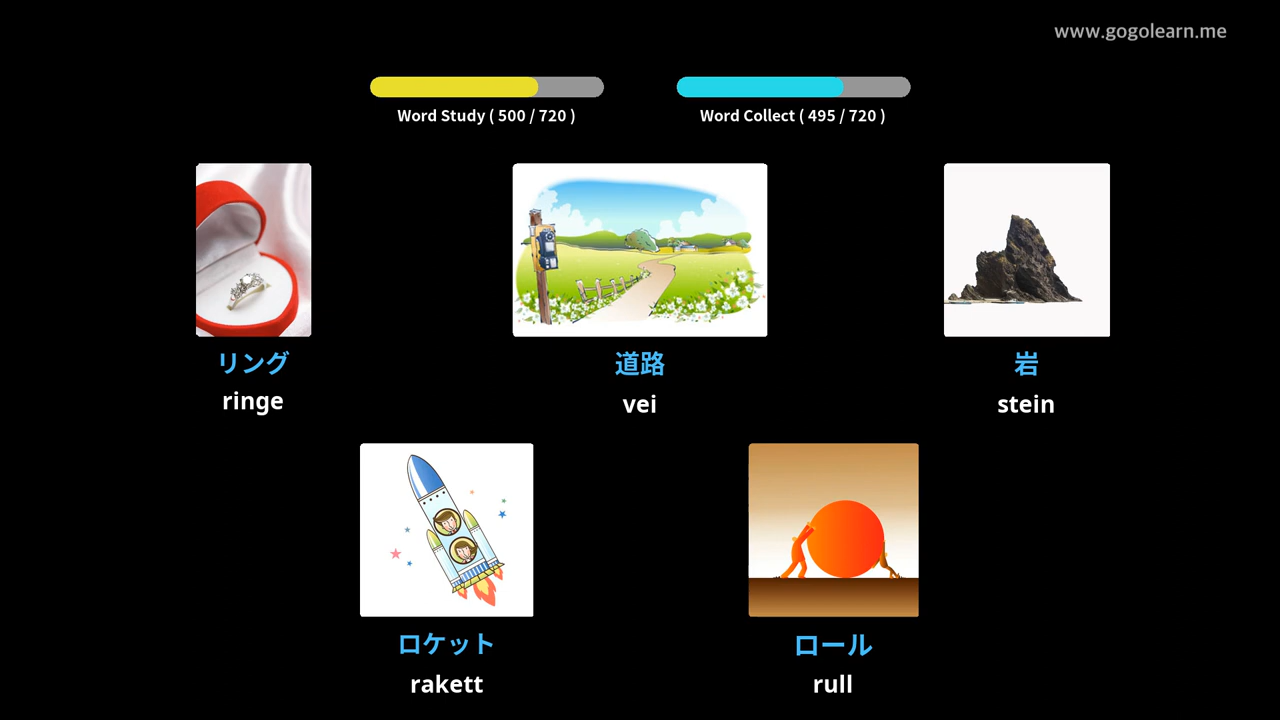 www.gogolearn.me
Word Study ( 500 / 720 )
Word Collect ( 495 / 720 )
リング
道路
岩
ringe
vei
stein
ロケット
ロール
rakett
rull